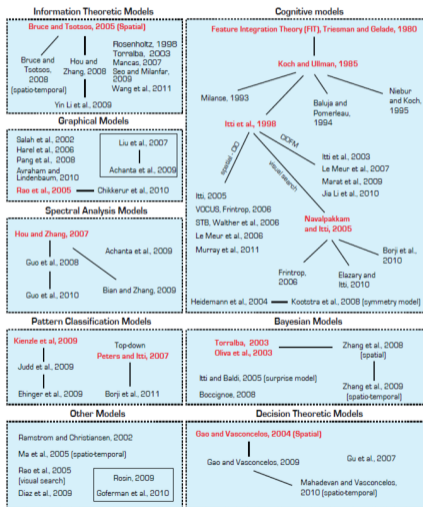 Information Theoretic Models
Bruce and Tsotsos, 2005 (Spatial)
Bruce and
Tsotsos,
2008
(spatio-temporal)
Hou and
Zhang, 2008
Rosenholtz, 1998
Torralba, 2003
Mancas, 2007
Seo and Milanfar,
2009
Wang et al., 2011
Yin Li et al., 2009
Graphical Models
Salah et al., 2002
Harel et al., 2006
Pang et al., 2008
Avraham and
Lindenbaum, 2010
Liu et al., 2007
Achanta et al., 2009
Rao et al., 2005
Chikkerur et al., 2010
Spectral Analysis Models
Hou and Zhang, 2007
Guo et al., 2008
Achanta et al., 2009
Guo et al., 2010
Bian and Zhang, 2009
Pattern Classification Models
Kienzle et al, 2009
Judd et al., 2009
Ehinger et al., 2009
Top-down
Peters and Itti, 2007
Borji et al., 2011
Other Models
Ramstrom and Christiansen, 2002
Ma et al., 2005 (spatio-temporal)
Rao et al., 2005
(visual search)
Diaz et al., 2009
Rosin, 2009
Goferman et al., 2010
Cognitive models
Feature Integration Theory (FIT), Triesman and Gelade, 1980
Koch and Ullman, 1985
Milanse, 1993
Baluja and
Pomerleau,
1994
Niebur
and Koch,
1995
Itti et al., 1998
spatial - CIO
CIOFM
visual search
Itti et al., 2003
Le Meur et al., 2007
Marat et al., 2009
Jia Li et al., 2010
Itti, 2005
VOCUS, Frintrop, 2006
STB, Walther et al., 2006
Le Meur et al., 2006
Murray et al., 2011
Navalpakkam
and Itti, 2005
Frintrop,
2006
Elazary and
Itti, 2010
Borji et al.,
2010
Heidemann et al., 2004
Kootstra et al., 2008 (symmetry model)
Bayesian Models
Torralba, 2003
Oliva et al., 2003
Zhang et al., 2008
(spatial)
Itti and Baldi, 2005 (surprise model)
Boccignone, 2008
Zhang et al., 2009
(spatio-temporal)
Decision Theoretic Models
Gao and Vasconcelos, 2004 (Spatial)
Gao and Vasconcelos, 2009
Gu et al., 2007
Mahadevan and Vasconcelos,
2010 (spatio-temporal)